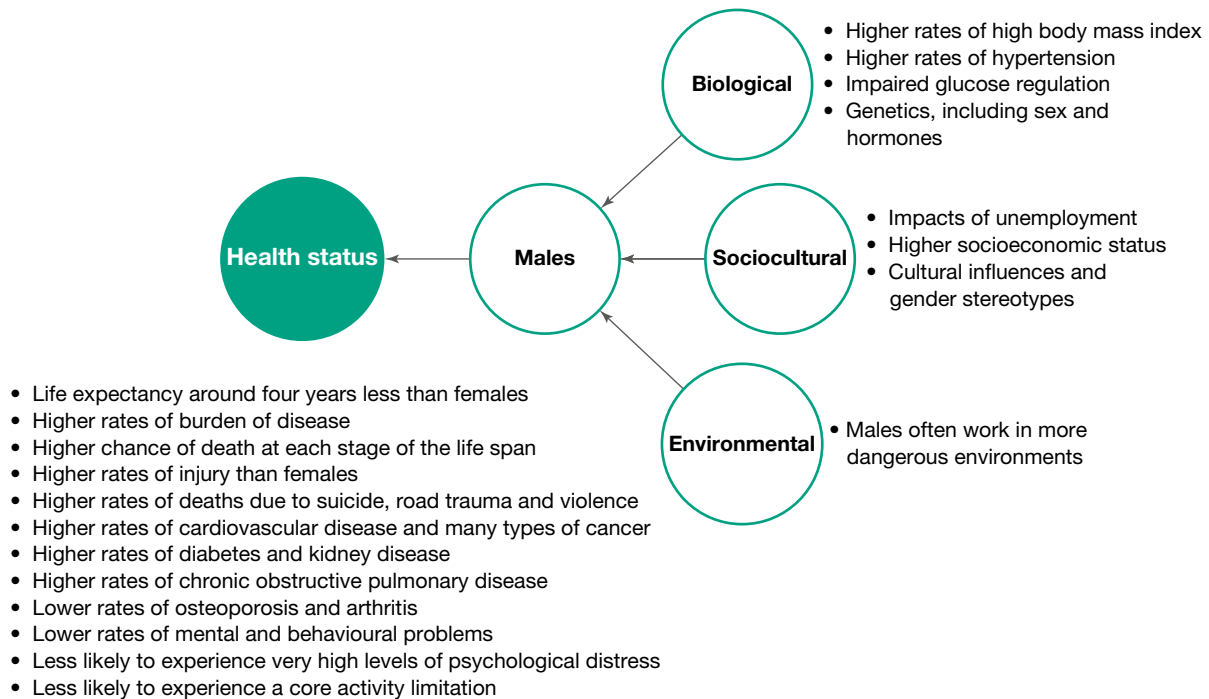 Biological
• Higher rates of high body mass index
• Higher rates of hypertension
• Impaired glucose regulation
• Genetics, including sex and
hormones
Health status
Males
Sociocultural
• Impacts of unemployment
• Higher socioeconomic status
• Cultural influences and
gender stereotypes
Environmental
• Males often work in more
dangerous environments
• Life expectancy around four years less than females
• Higher rates of burden of disease
• Higher chance of death at each stage of the life span
• Higher rates of injury than females
• Higher rates of deaths due to suicide, road trauma and violence
• Higher rates of cardiovascular disease and many types of cancer
• Higher rates of diabetes and kidney disease
• Higher rates of chronic obstructive pulmonary disease
• Lower rates of osteoporosis and arthritis
• Lower rates of mental and behavioural problems
• Less likely to experience very high levels of psychological distress
• Less likely to experience a core activity limitation